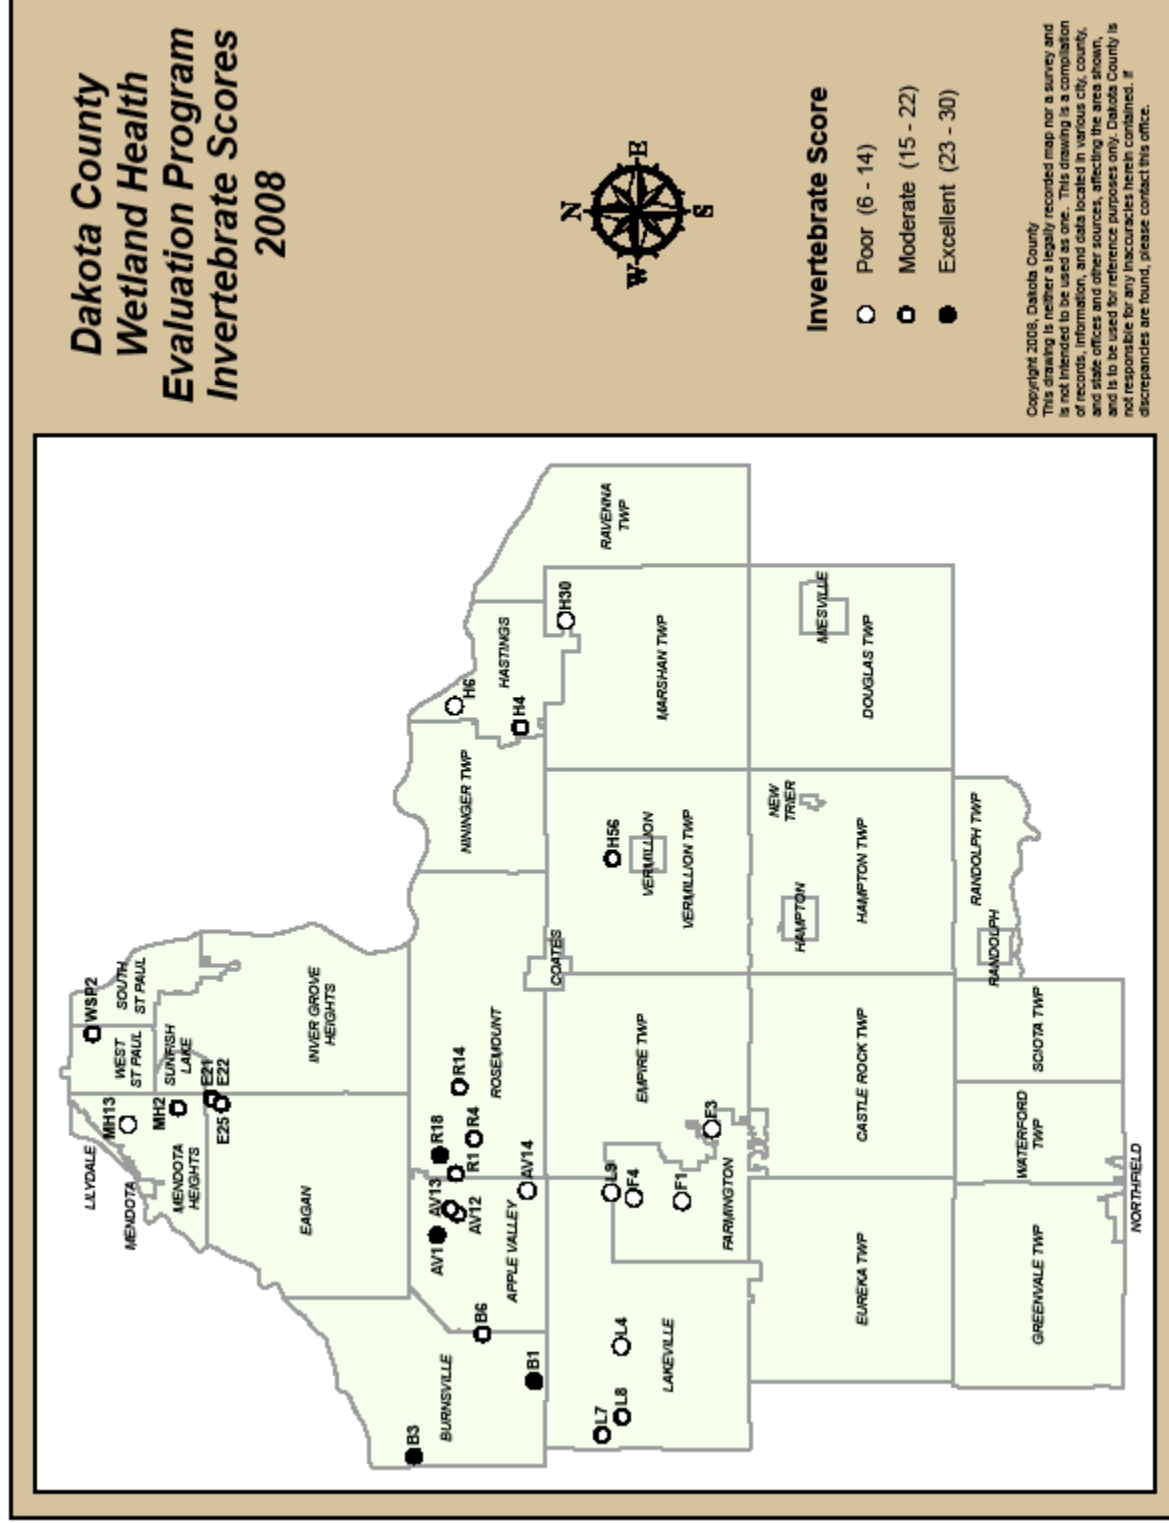 Dakota County
Wetland Health
Evaluation Program
Invertebrate Scores
2008
N
W
E
S
Invertebrate Score
Poor (6 - 14)
Moderate (15 - 22)
Excellent (23 - 30)
Copyright 2008, Dakota County
This drawing is neither a legally recorded map nor a survey and
is not intended to be used as one. This drawing is a compilation
of records, information, and data located in various city, county,
and state offices and other sources, affecting the area shown,
and is to be used for reference purposes only. Dakota County is
not responsible for any inaccuracies herein contained. If
discrepancies are found, please contact this office.
LILYDALE
MENDOTA
MH13
WSP2
WEST
ST PAUL
SOUTH
ST PAUL
MENDOTA
HEIGHTS
MH2
SUNFISH
LAKE
E21
E22
E25
EAGAN
INVER GROVE
HEIGHTS
BURNSVILLE
B3
B6
B1
AV1
AV13
AV12
APPLE VALLEY
AV14
R18
R1
R4
R14
ROSEMOUNT
NININGER TWP
H6
HASTINGS
H4
H30
RAVENNA
TWP
COATES
L7
L8
L4
LAKEVILLE
L9
F4
F1
F3
FARMINGTON
EMPIRE TWP
H56
VERMILLION
VERMILLION TWP
MARSHAN TWP
EUREKA TWP
CASTLE ROCK TWP
HAMPTON
NEW
TRIER
HAMPTON TWP
MIESVILLE
DOUGLAS TWP
GREENVALE TWP
WATERFORD
TWP
SCIOTA TWP
RANDOLPH
RANDOLPH TWP
NORTHFIELD